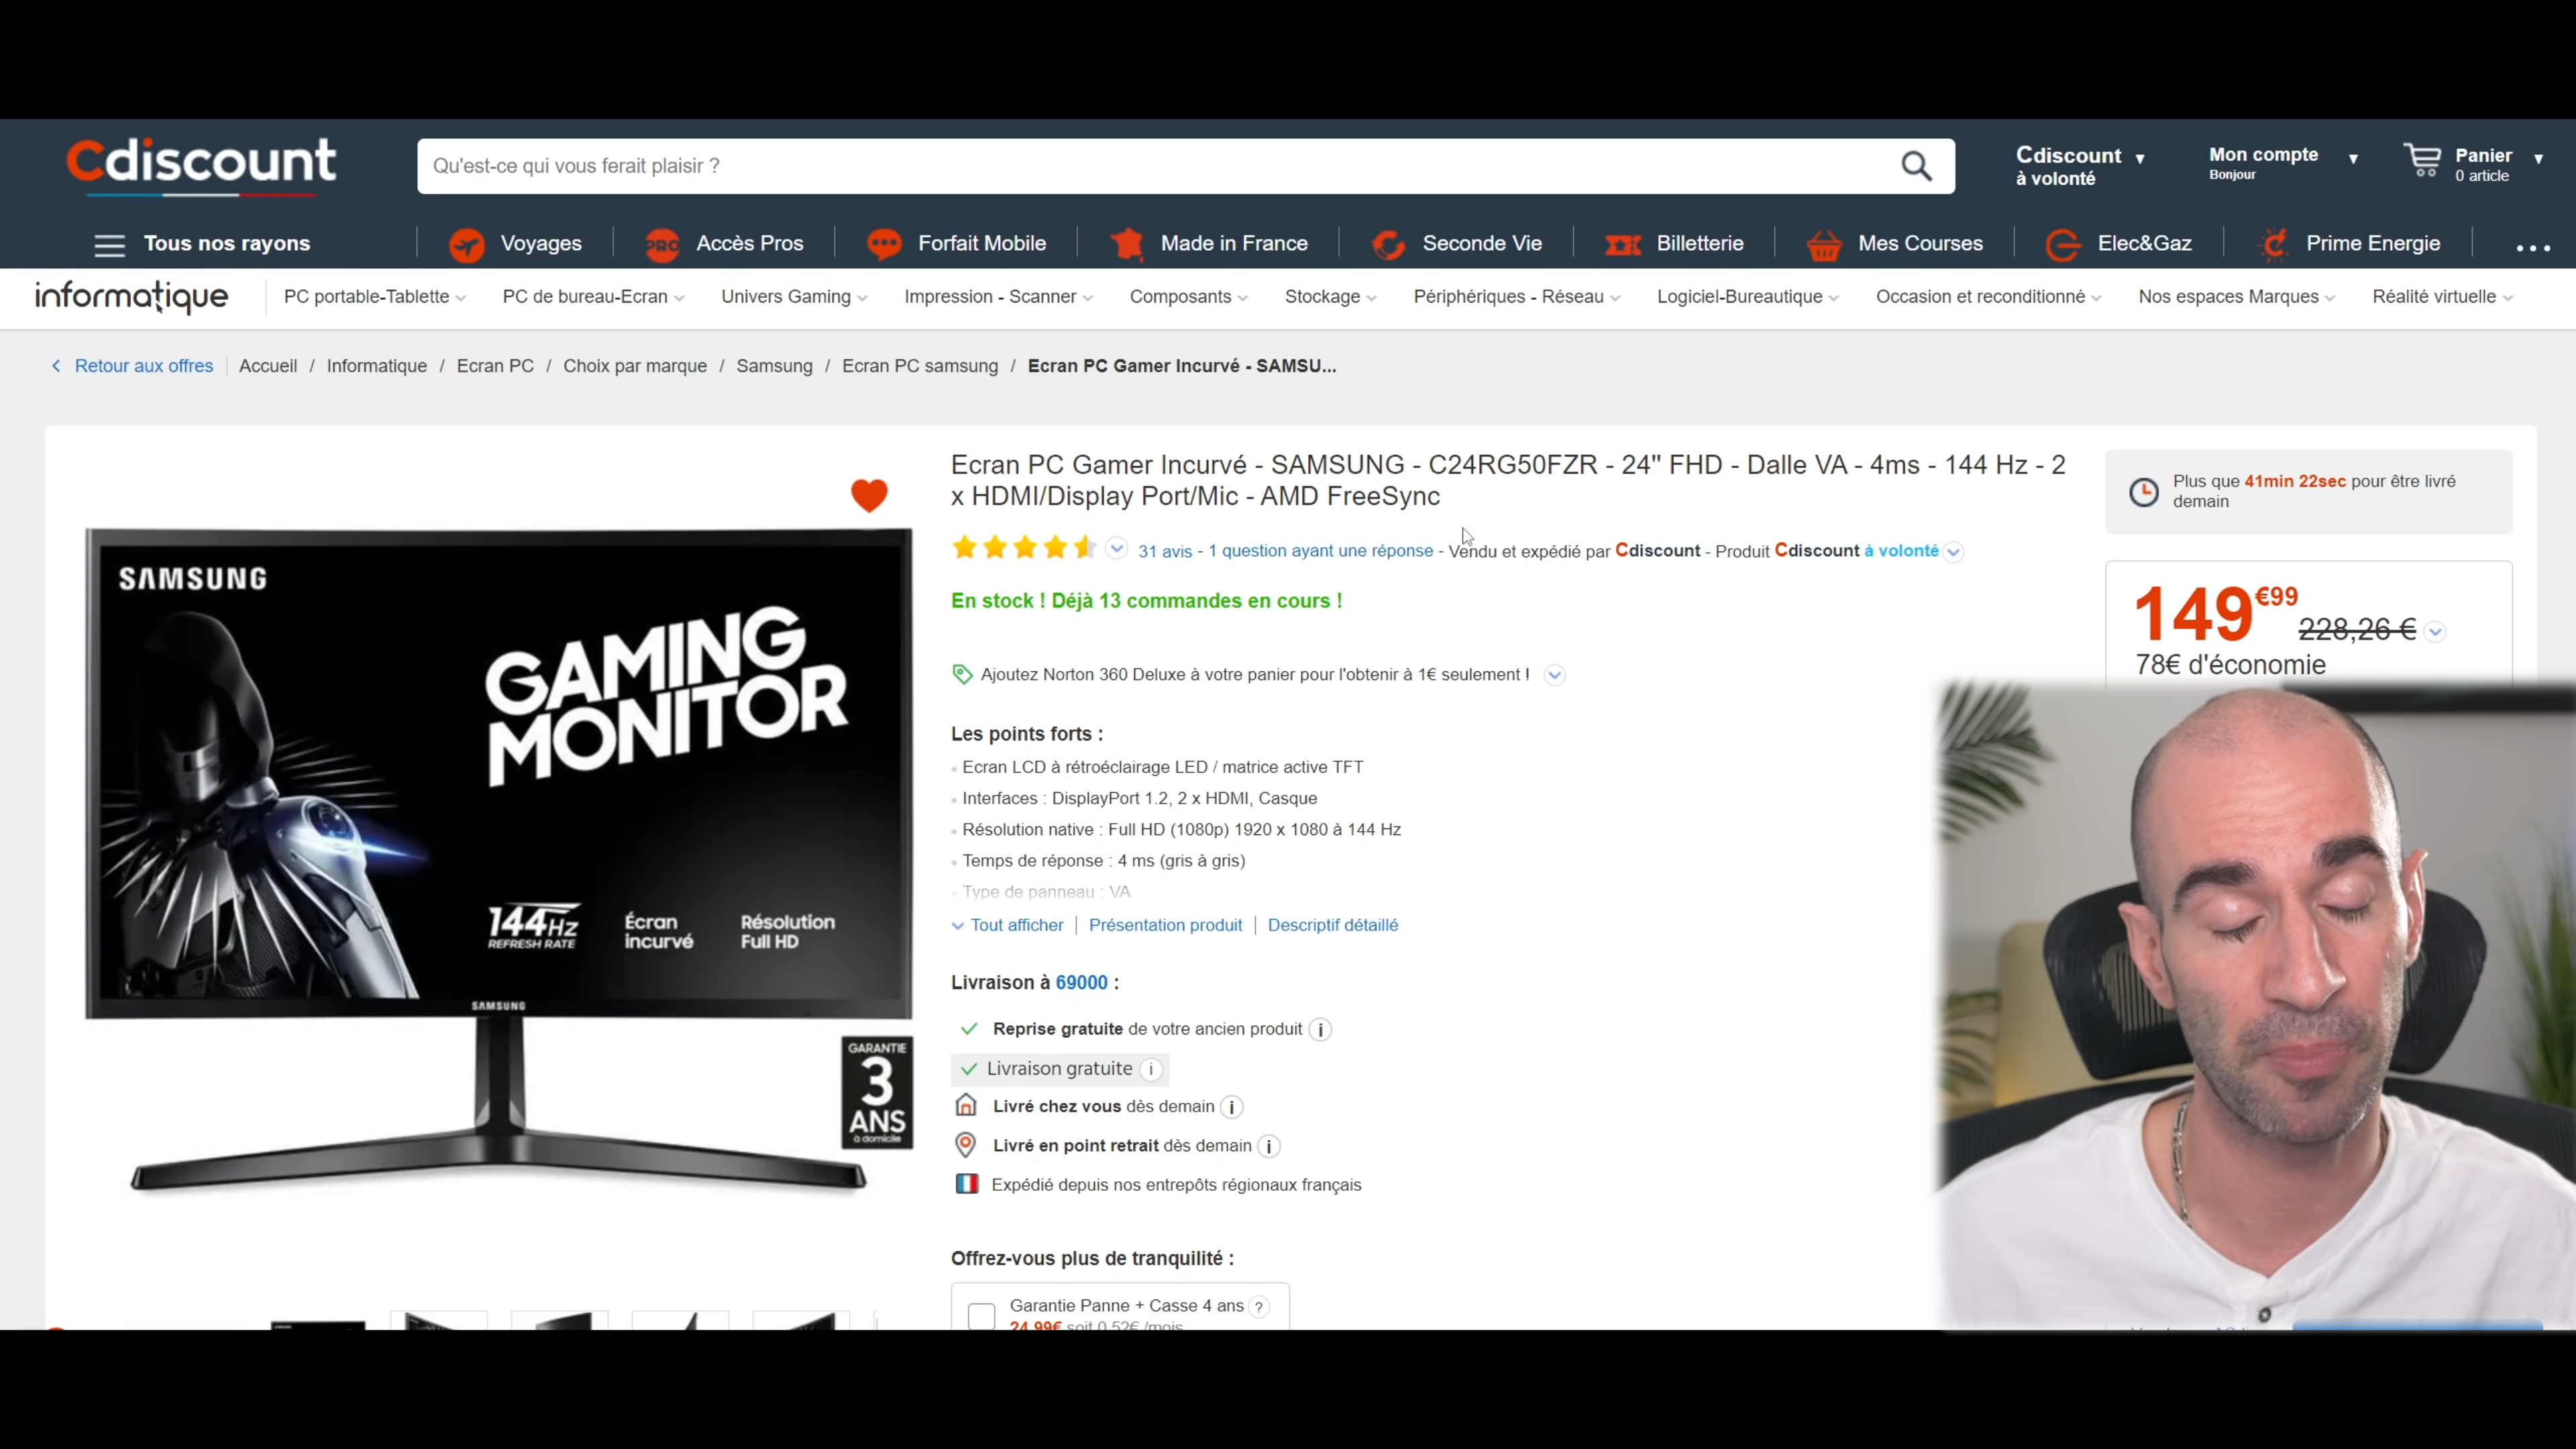 Cdiscount
Qu'est-ce qui vous ferait plaisir ?
Cdiscount
à volonté
Mon compte
Bonjour
Panier
0 article
Tous nos rayons
Voyages
PRO Accès Pros
Forfait Mobile
Made in France
Seconde Vie
Billetterie
Mes Courses
Elec&Gaz
Prime Energie
informatique
PC portable-Tablette
PC de bureau-Ecran
Univers Gaming
Impression - Scanner
Composants
Stockage
Périphériques - Réseau
Logiciel-Bureautique
Occasion et reconditionné
Nos espaces Marques
Réalité virtuelle
Retour aux offres
Accueil / Informatique / Ecran PC / Choix par marque / Samsung / Ecran PC samsung / Ecran PC Gamer Incurvé - SAMSU...
SAMSUNG
GAMING
MONITOR
144Hz
REFRESH RATE
Écran
incurvé
Résolution
Full HD
SAMSUNG
GARANTIE
3
ANS
à domicile
Ecran PC Gamer Incurvé - SAMSUNG - C24RG50FZR - 24" FHD - Dalle VA - 4ms - 144 Hz - 2
x HDMI/Display Port/Mic - AMD FreeSync
31 avis - 1 question ayant une réponse - Vendu et expédié par Cdiscount - Produit Cdiscount à volonté
En stock ! Déjà 13 commandes en cours !
Ajoutez Norton 360 Deluxe à votre panier pour l'obtenir à 1€ seulement !
Les points forts :
Ecran LCD à rétroéclairage LED / matrice active TFT
Interfaces : DisplayPort 1.2, 2 x HDMI, Casque
Résolution native : Full HD (1080p) 1920 x 1080 à 144 Hz
Temps de réponse : 4 ms (gris à gris)
Type de panneau : VA
Tout afficher | Présentation produit | Descriptif détaillé
Livraison à 69000 :
Reprise gratuite de votre ancien produit
Livraison gratuite
Livré chez vous dès demain
Livré en point retrait dès demain
Expédié depuis nos entrepôts régionaux français
Offrez-vous plus de tranquilité :
Garantie Panne + Casse 4 ans ?
24,99€ soit 0,52€ /mois
Plus que 41min 22sec pour être livré
demain
149€99
228,26 €
78€ d'économie